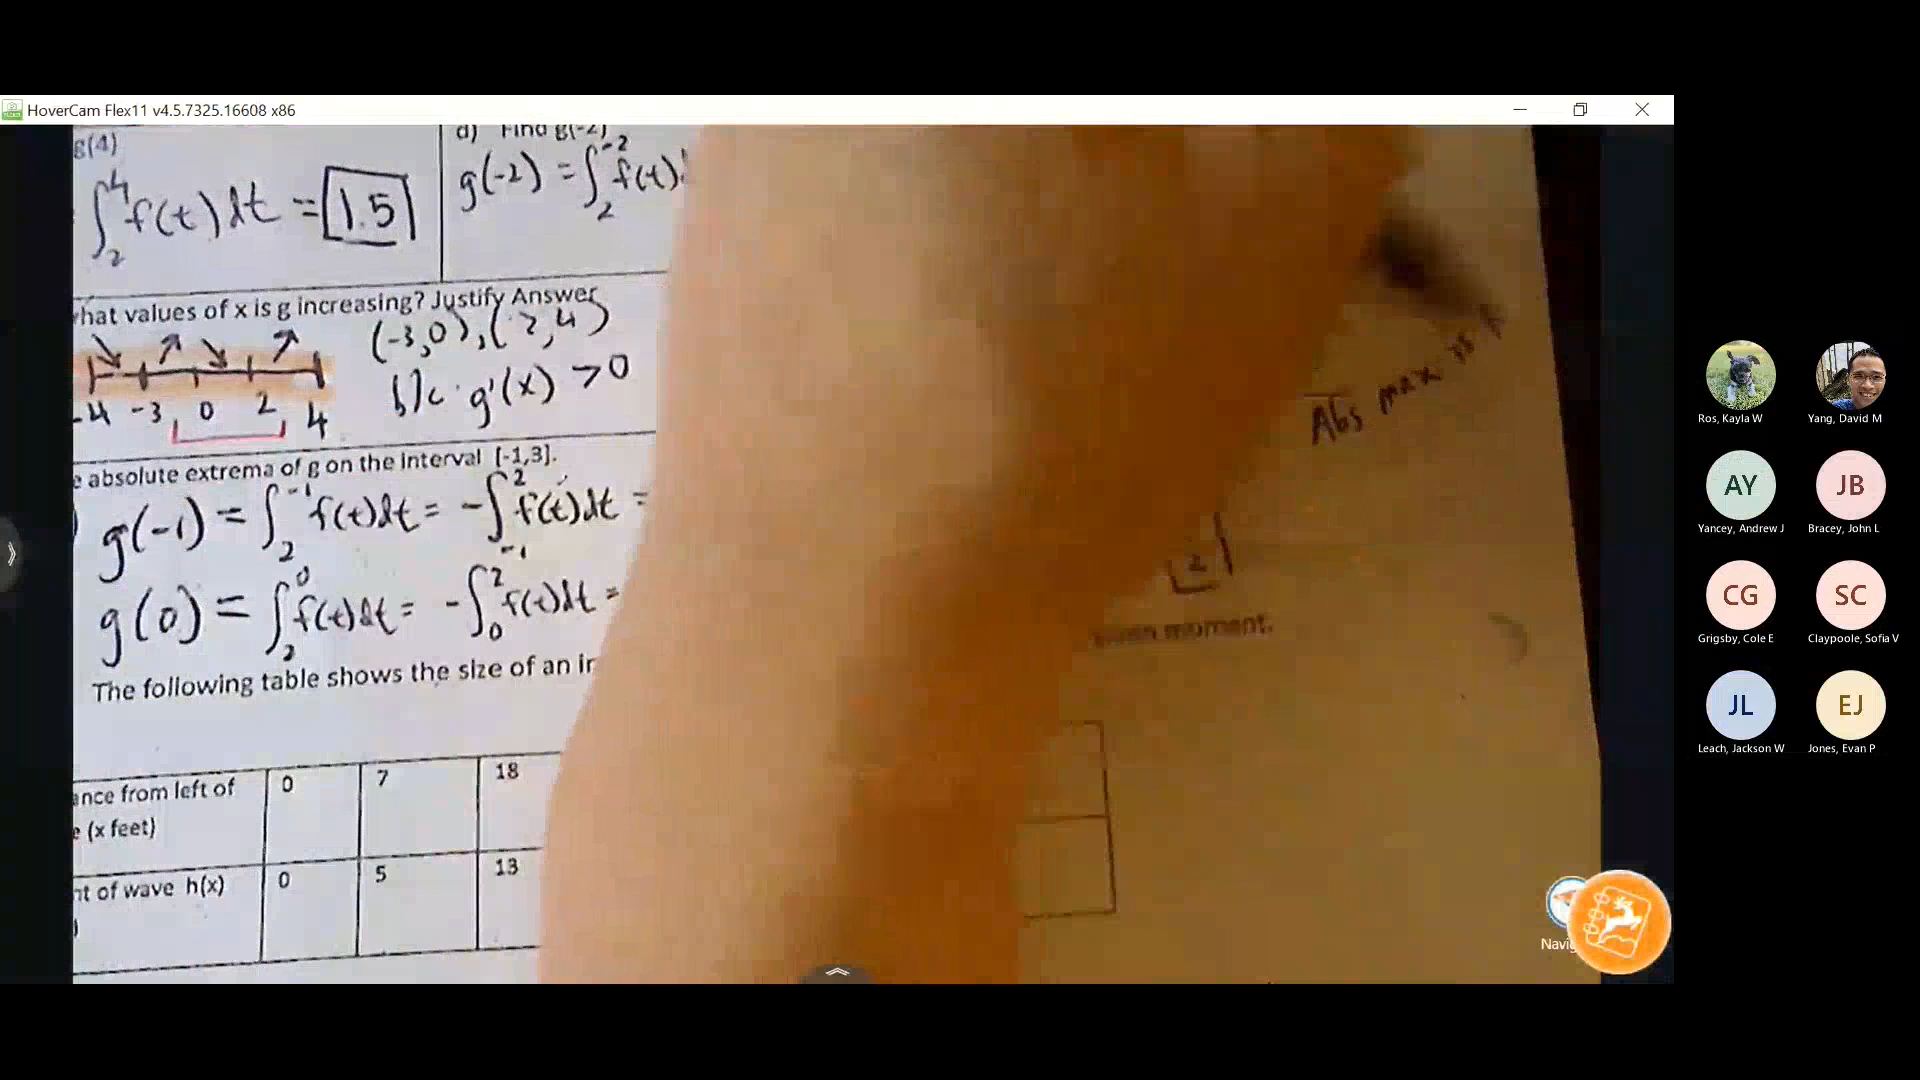 HoverCam Flex11 v4.5.7325.16608 x86
g(4)
∫₂⁴ f(t) dt = 1.5
d) Find g(-2)
g(-2) = ∫₂⁻² f(t)
what values of x is g increasing? Justify Answer
(-3,0), (2,4)
b/c g'(x) > 0
-4 -3 0 2 4
e absolute extrema of g on the interval [-1,3].
g(-1) = ∫₂⁻¹ f(t)dt = -∫₋₁² f(t)dt =
g(0) = ∫₂⁰ f(t)dt = -∫₀² f(t)dt =
Abs max is
2
moment.
The following table shows the size of an
ance from left of
e (x feet)
0 7 18
nt of wave h(x)
0 5 13
Ros, Kayla W
Yang, David M
AY
JB
Yancey, Andrew J
Bracey, John L
CG
SC
Grigsby, Cole E
Claypoole, Sofia V
JL
EJ
Leach, Jackson W
Jones, Evan P